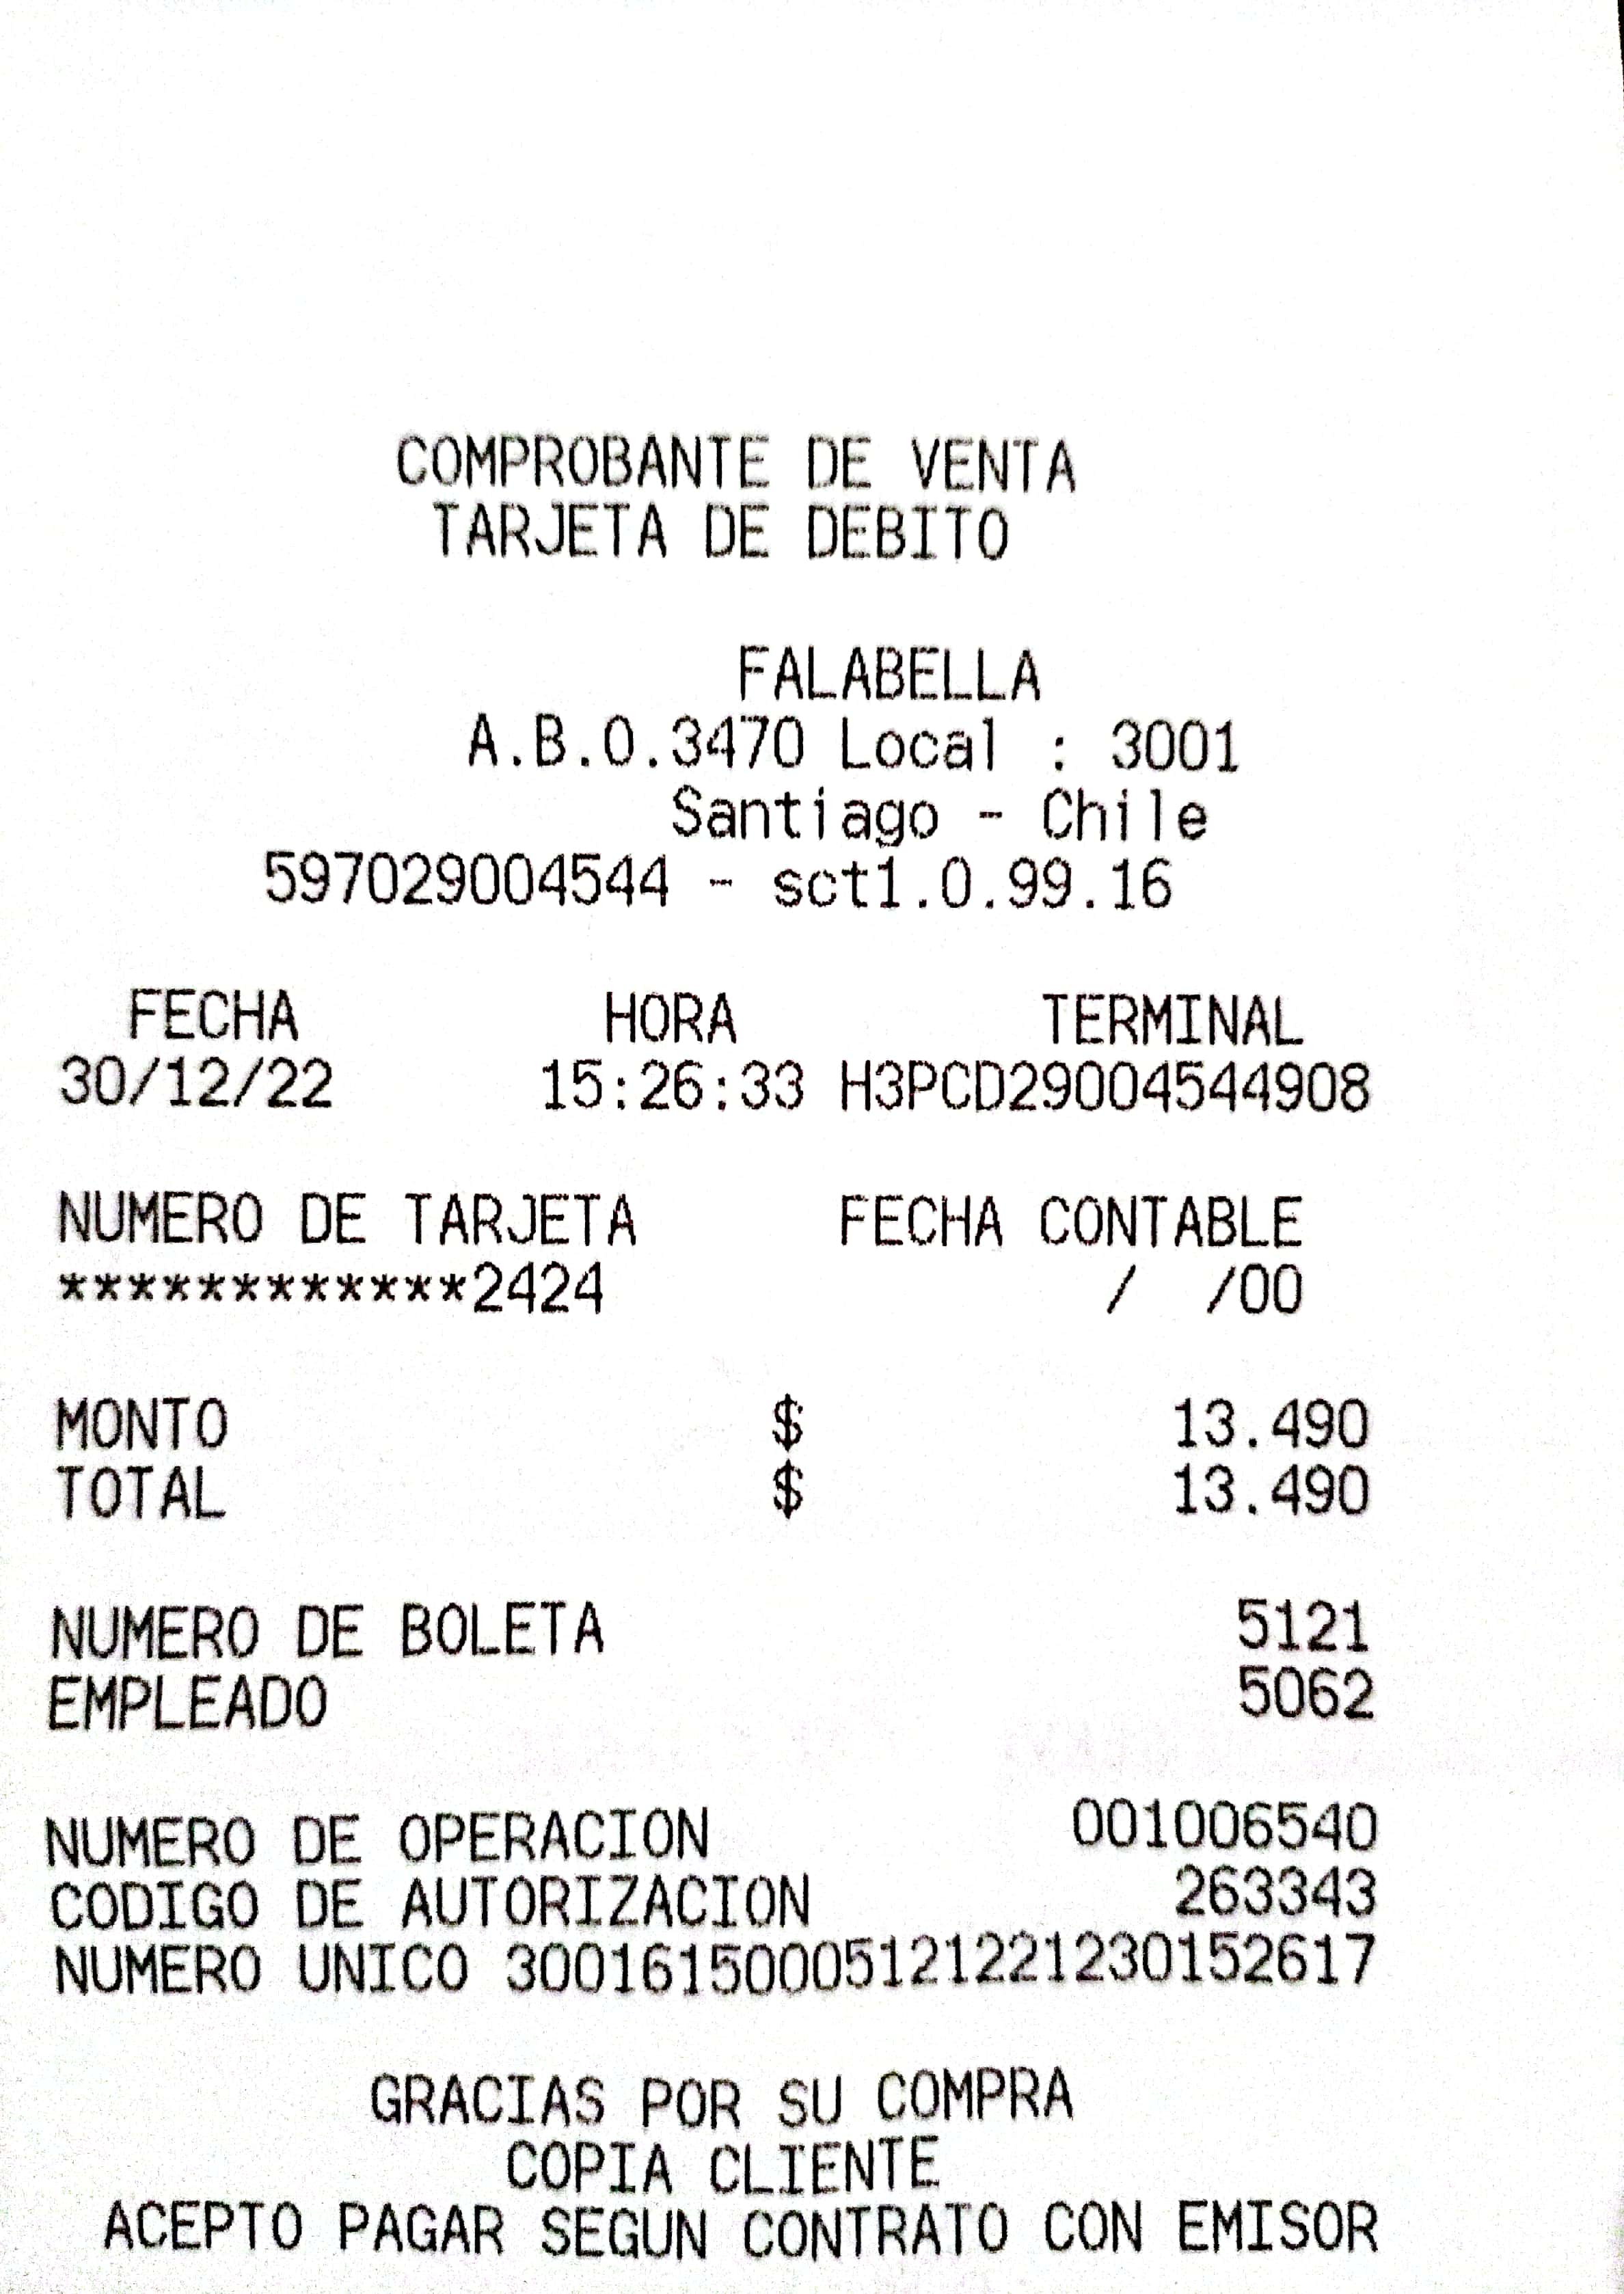 COMPROBANTE DE VENTA
TARJETA DE DEBITO
FALABELLA
A.B.O.3470 Local : 3001
Santiago - Chile
597029004544 - sct1.0.99.16
FECHA HORA TERMINAL
30/12/22 15:26:33 H3PCD29004544908
NUMERO DE TARJETA FECHA CONTABLE
************2424 / /00
MONTO $ 13.490
TOTAL $ 13.490
NUMERO DE BOLETA 5121
EMPLEADO 5062
NUMERO DE OPERACION 001006540
CODIGO DE AUTORIZACION 263343
NUMERO UNICO 30016150005121221230152617
GRACIAS POR SU COMPRA
COPIA CLIENTE
ACEPTO PAGAR SEGUN CONTRATO CON EMISOR